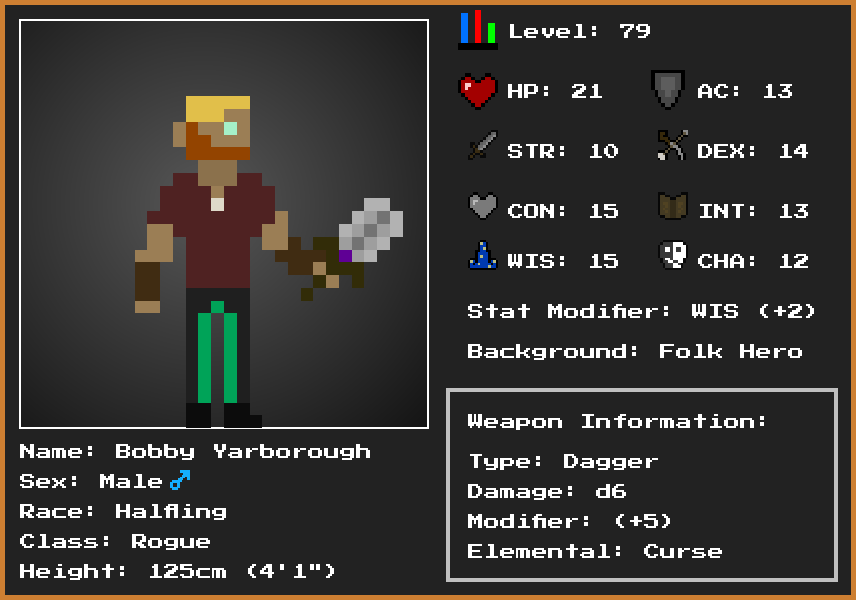 Level: 79
HP: 21
AC: 13
STR: 10
DEX: 14
CON: 15
INT: 13
WIS: 15
CHA: 12
Stat Modifier: WIS (+2)
Background: Folk Hero
Weapon Information:
Type: Dagger
Damage: d6
Modifier: (+5)
Elemental: Curse
Name: Bobby Yarborough
Sex: Male♂
Race: Halfling
Class: Rogue
Height: 125cm (4'1")